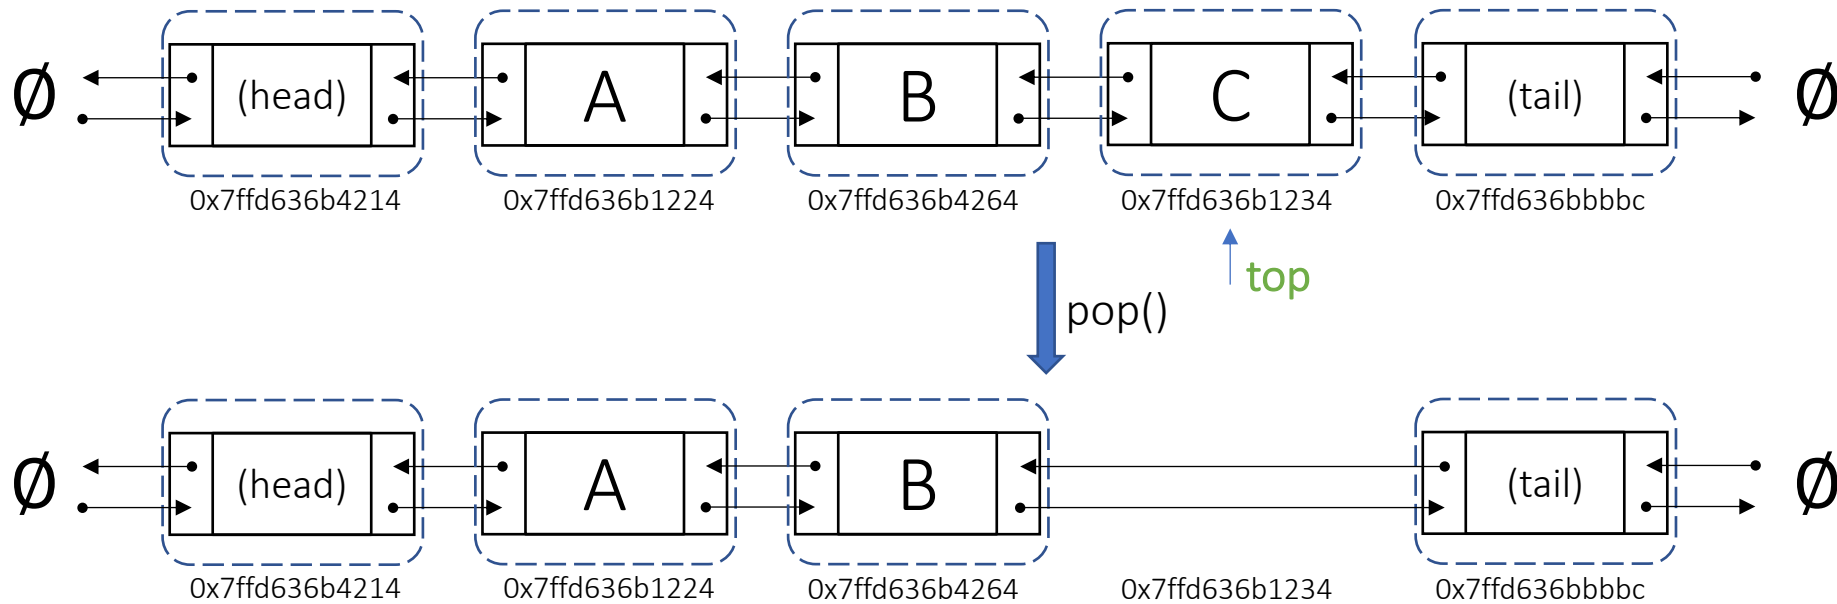 Ø (head) A B C (tail) Ø
0x7ffd636b4214 0x7ffd636b1224 0x7ffd636b4264 0x7ffd636b1234 0x7ffd636bbbbc
top
pop()
Ø (head) A B (tail) Ø
0x7ffd636b4214 0x7ffd636b1224 0x7ffd636b4264 0x7ffd636b1234 0x7ffd636bbbbc